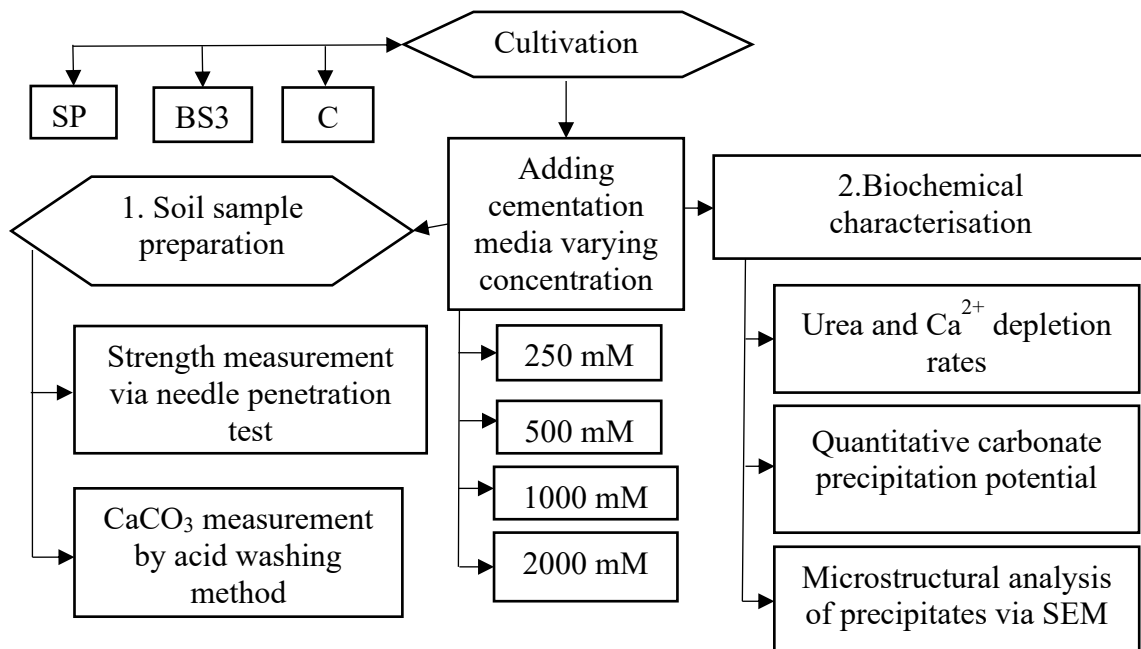 Cultivation
SP
BS3
C
Adding
cementation
media varying
concentration
1. Soil sample
preparation
2.Biochemical
characterisation
Strength measurement
via needle penetration
test
CaCO₃ measurement
by acid washing
method
250 mM
500 mM
1000 mM
2000 mM
Urea and Ca²⁺ depletion
rates
Quantitative carbonate
precipitation potential
Microstructural analysis
of precipitates via SEM